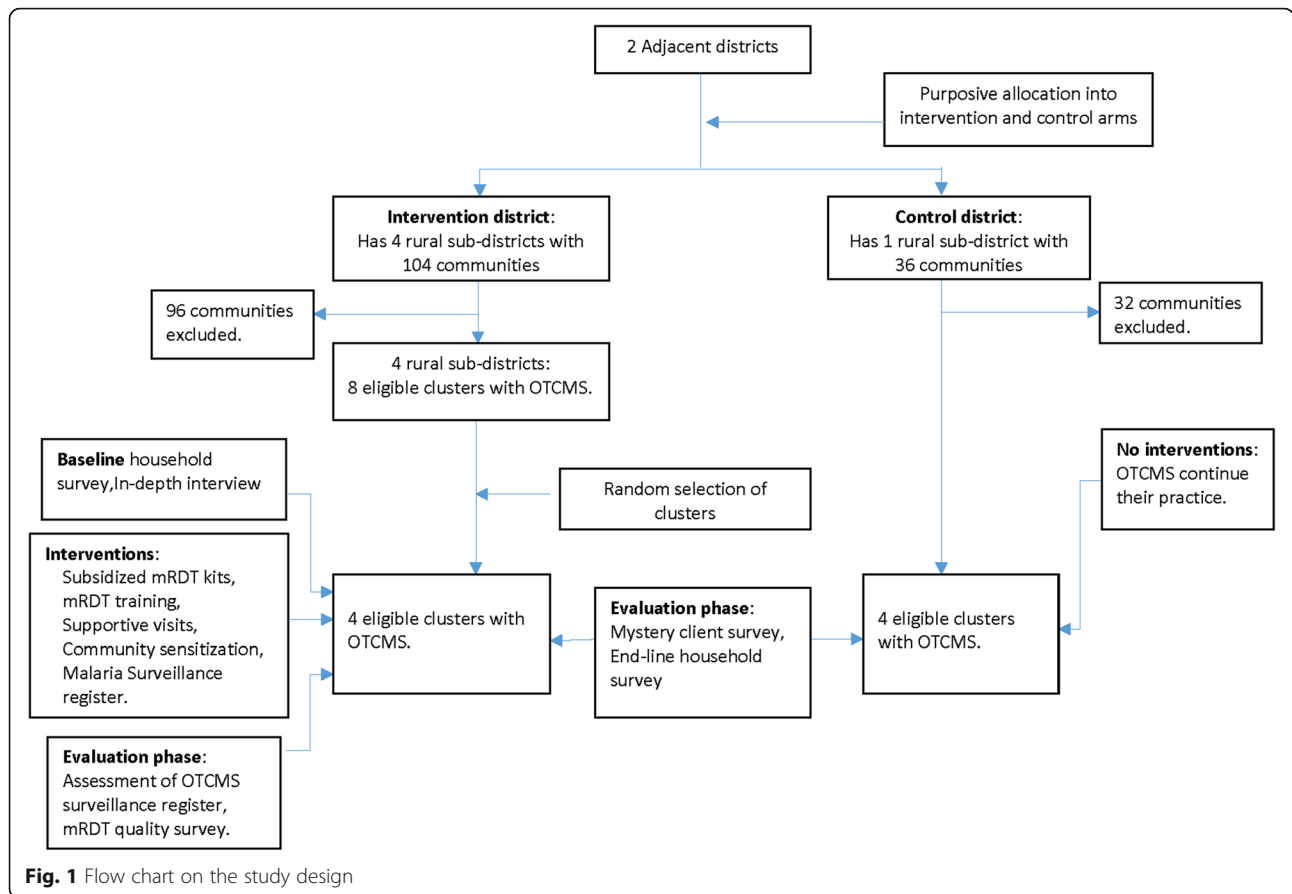 2 Adjacent districts
Purposive allocation into
intervention and control arms
Intervention district:
Has 4 rural sub-districts with
104 communities
Control district:
Has 1 rural sub-district with
36 communities
96 communities
excluded.
32 communities
excluded.
4 rural sub-districts:
8 eligible clusters with OTCMS.
Baseline household
survey,In-depth interview
Random selection of
clusters
No interventions:
OTCMS continue
their practice.
Interventions:
Subsidized mRDT kits,
mRDT training,
Supportive visits,
Community sensitization,
Malaria Surveillance
register.
4 eligible clusters with
OTCMS.
Evaluation phase:
Mystery client survey,
End-line household
survey
4 eligible clusters
with OTCMS.
Evaluation phase:
Assessment of OTCMS
surveillance register,
mRDT quality survey.
Fig. 1 Flow chart on the study design